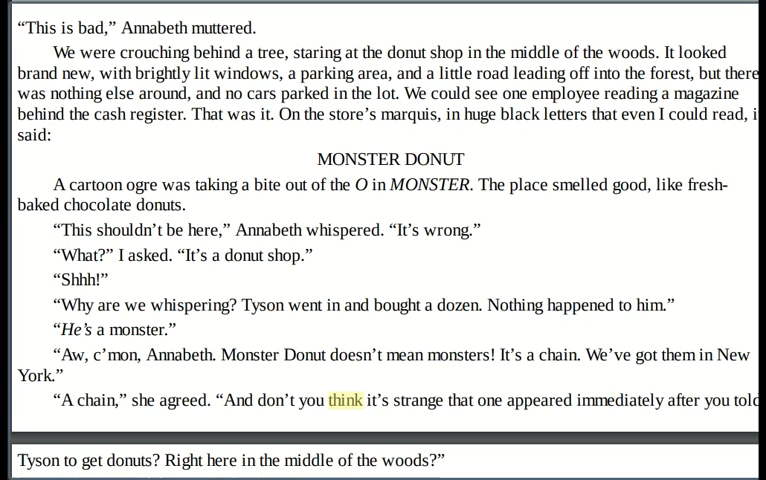 “This is bad,” Annabeth muttered.
We were crouching behind a tree, staring at the donut shop in the middle of the woods. It looked
brand new, with brightly lit windows, a parking area, and a little road leading off into the forest, but there
was nothing else around, and no cars parked in the lot. We could see one employee reading a magazine
behind the cash register. That was it. On the store’s marquis, in huge black letters that even I could read, i
said:
MONSTER DONUT
A cartoon ogre was taking a bite out of the O in MONSTER. The place smelled good, like fresh-
baked chocolate donuts.
“This shouldn’t be here,” Annabeth whispered. “It’s wrong.”
“What?” I asked. “It’s a donut shop.”
“Shhh!”
“Why are we whispering? Tyson went in and bought a dozen. Nothing happened to him.”
“He’s a monster.”
“Aw, c’mon, Annabeth. Monster Donut doesn’t mean monsters! It’s a chain. We’ve got them in New
York.”
“A chain,” she agreed. “And don’t you think it’s strange that one appeared immediately after you told
Tyson to get donuts? Right here in the middle of the woods?”